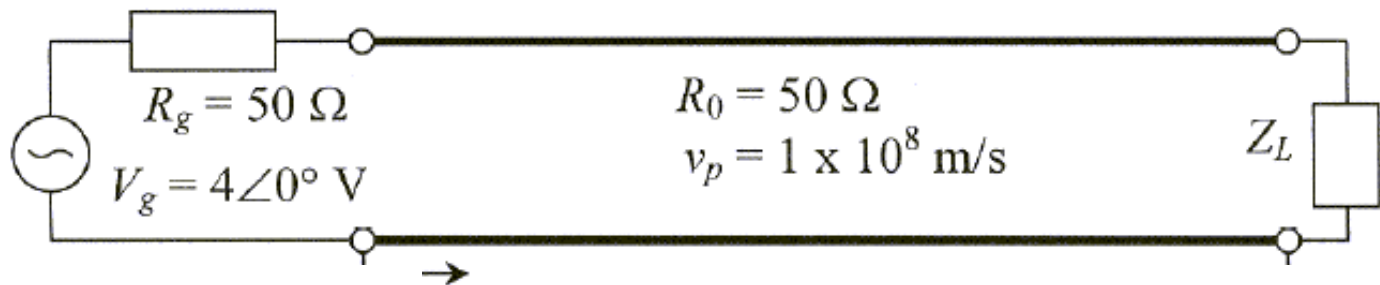 R_g = 50 Ω
V_g = 4∠0° V
R_0 = 50 Ω
v_p = 1 x 10^8 m/s
Z_L